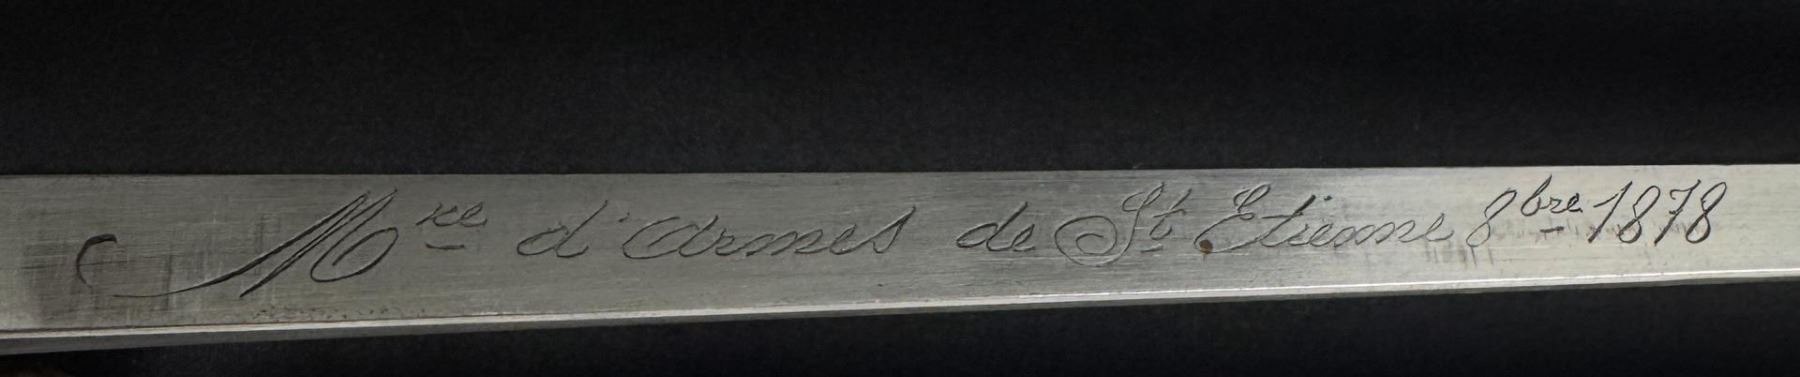 Mre d'Armes de St Etienne 8bre 1878